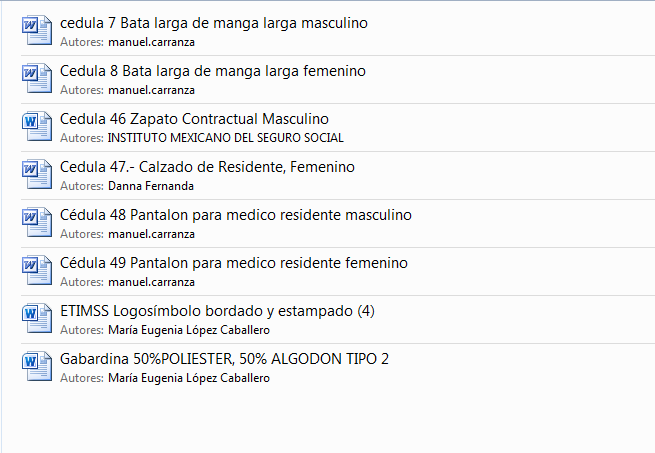 cedula 7 Bata larga de manga larga masculino
Autores: manuel.carranza
Cedula 8 Bata larga de manga larga femenino
Autores: manuel.carranza
Cedula 46 Zapato Contractual Masculino
Autores: INSTITUTO MEXICANO DEL SEGURO SOCIAL
Cedula 47.- Calzado de Residente, Femenino
Autores: Danna Fernanda
Cédula 48 Pantalon para medico residente masculino
Autores: manuel.carranza
Cédula 49 Pantalon para medico residente femenino
Autores: manuel.carranza
ETIMSS Logosímbolo bordado y estampado (4)
Autores: María Eugenia López Caballero
Gabardina 50%POLIESTER, 50% ALGODON TIPO 2
Autores: María Eugenia López Caballero